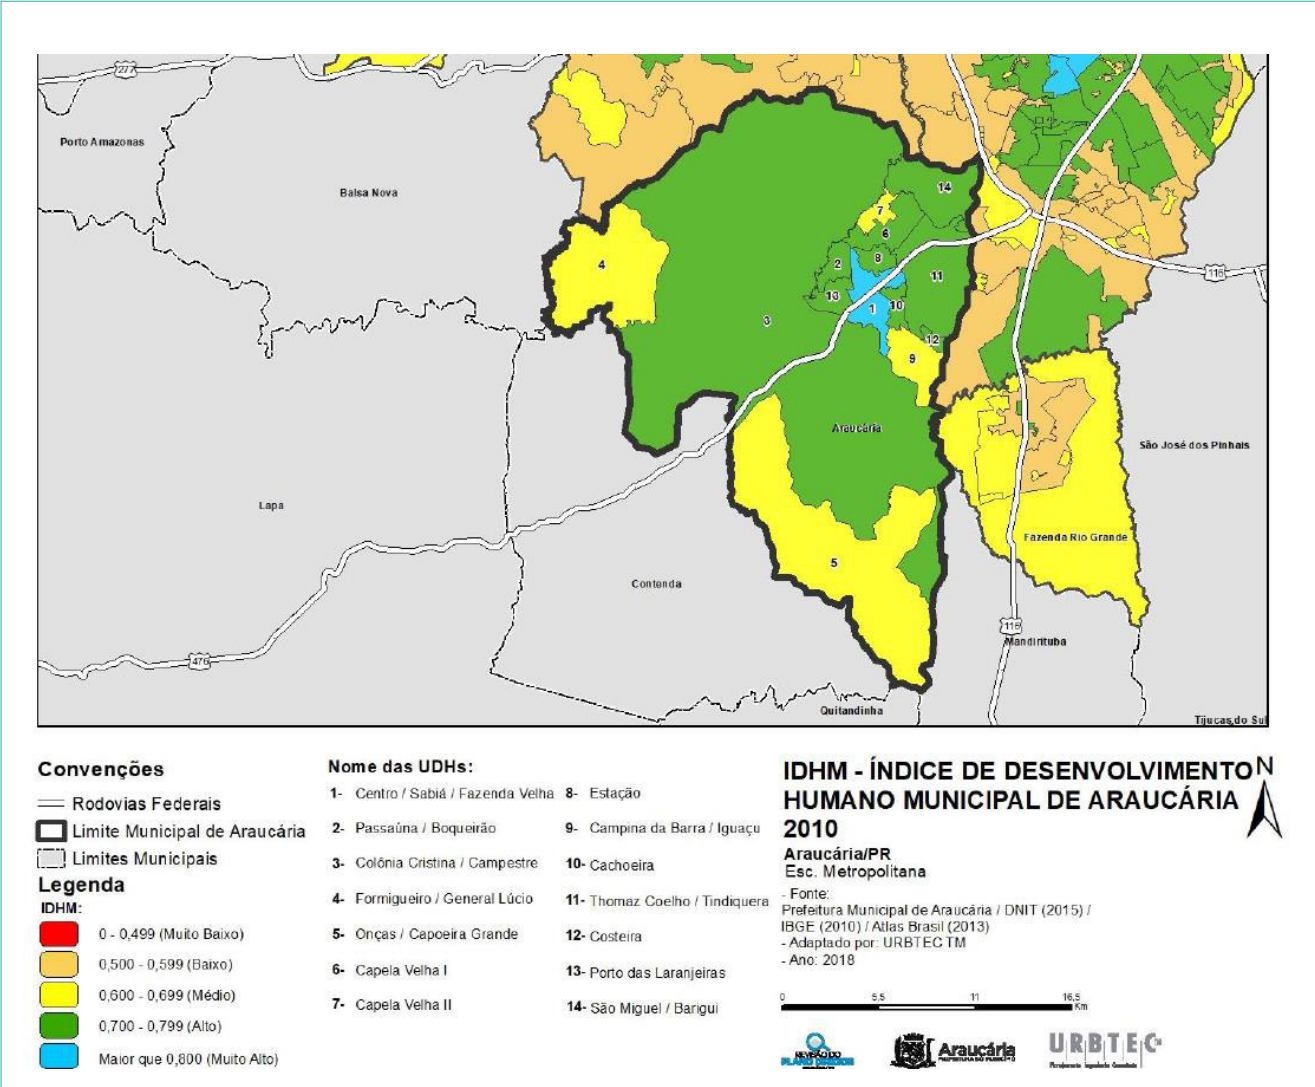 277
Porto Amazonas
Balsa Nova
14
7
6
4
2
8
11
116
13
1
10
3
12
9
Araucária
São José dos Pinhais
Lapa
Fazenda Rio Grande
5
Contenda
116
Mandirituba
476
Quitandinha
Tijucas do Sul
Convenções
Rodovias Federais
Limite Municipal de Araucária
Limites Municipais
Legenda
IDHM:
0 - 0,499 (Muito Baixo)
0,500 - 0,599 (Baixo)
0,600 - 0,699 (Médio)
0,700 - 0,799 (Alto)
Maior que 0,800 (Muito Alto)
Nome das UDHs:
1- Centro / Sabiá / Fazenda Velha
2- Passaúna / Boqueirão
3- Colônia Cristina / Campestre
4- Formigueiro / General Lúcio
5- Onças / Capoeira Grande
6- Capela Velha I
7- Capela Velha II
8- Estação
9- Campina da Barra / Iguaçu
10- Cachoeira
11- Thomaz Coelho / Tindiquera
12- Costeira
13- Porto das Laranjeiras
14- São Miguel / Barigui
IDHM - ÍNDICE DE DESENVOLVIMENTO
HUMANO MUNICIPAL DE ARAUCÁRIA
2010
N
Araucária/PR
Esc. Metropolitana
- Fonte:
Prefeitura Municipal de Araucária / DNIT (2015) /
IBGE (2010) / Atlas Brasil (2013)
- Adaptado por: URBTEC TM
- Ano: 2018
0 5,5 11 16,5
Km
REVISÃO DO
PLANO DIRETOR
Araucária
URBTEC